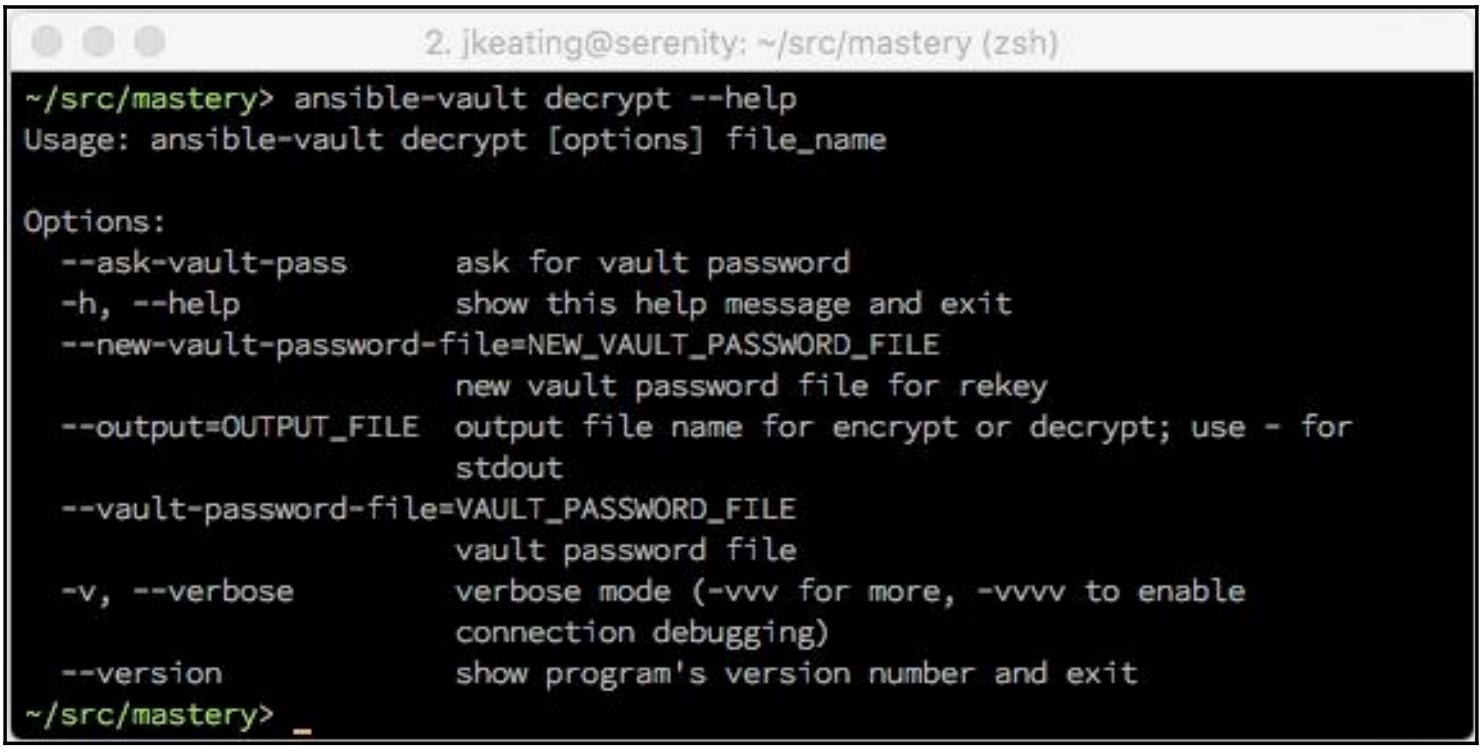 2. jkeating@serenity: ~/src/mastery (zsh)
~/src/mastery> ansible-vault decrypt --help
Usage: ansible-vault decrypt [options] file_name
Options:
--ask-vault-pass ask for vault password
-h, --help show this help message and exit
--new-vault-password-file=NEW_VAULT_PASSWORD_FILE
new vault password file for rekey
--output=OUTPUT_FILE output file name for encrypt or decrypt; use - for
stdout
--vault-password-file=VAULT_PASSWORD_FILE
vault password file
-v, --verbose verbose mode (-vvv for more, -vvvv to enable
connection debugging)
--version show program's version number and exit
~/src/mastery> _